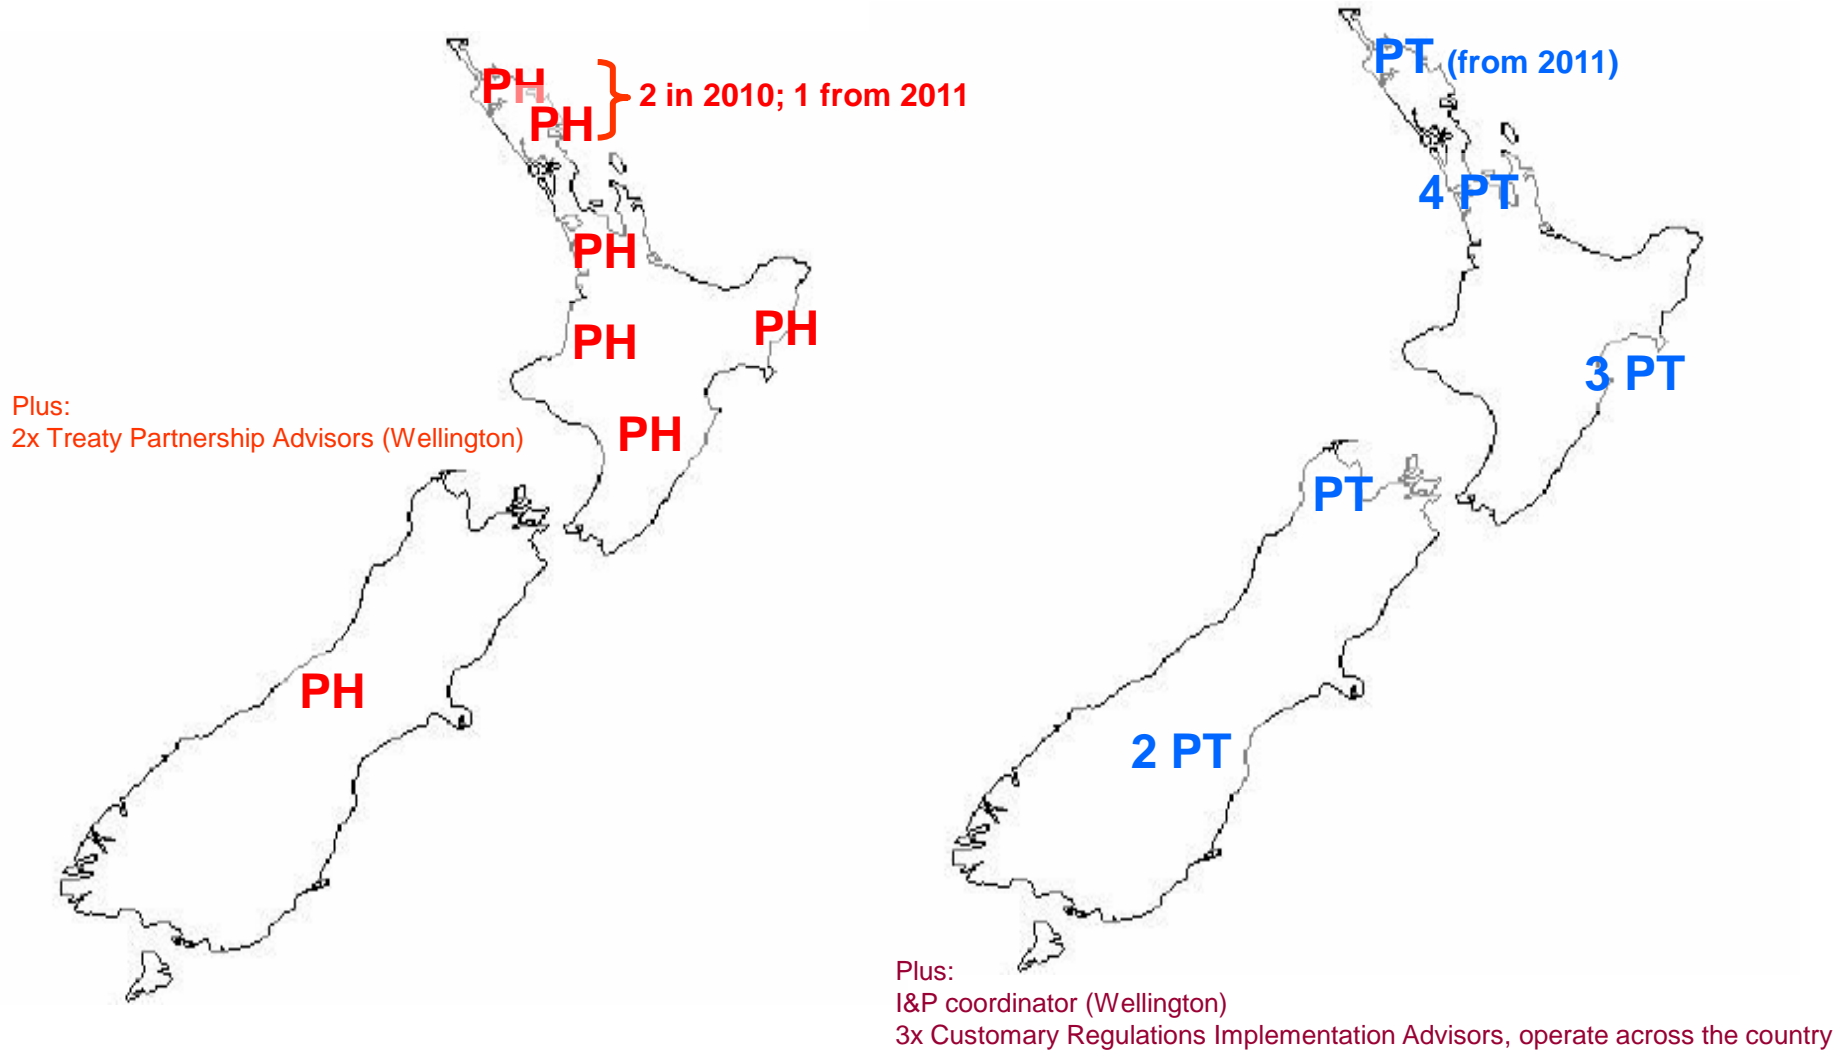 PH
PH
2 in 2010; 1 from 2011
PH
PH
PH
PH
Plus:
2x Treaty Partnership Advisors (Wellington)
PH
PT (from 2011)
4 PT
3 PT
PT
2 PT
Plus:
I&P coordinator (Wellington)
3x Customary Regulations Implementation Advisors, operate across the country